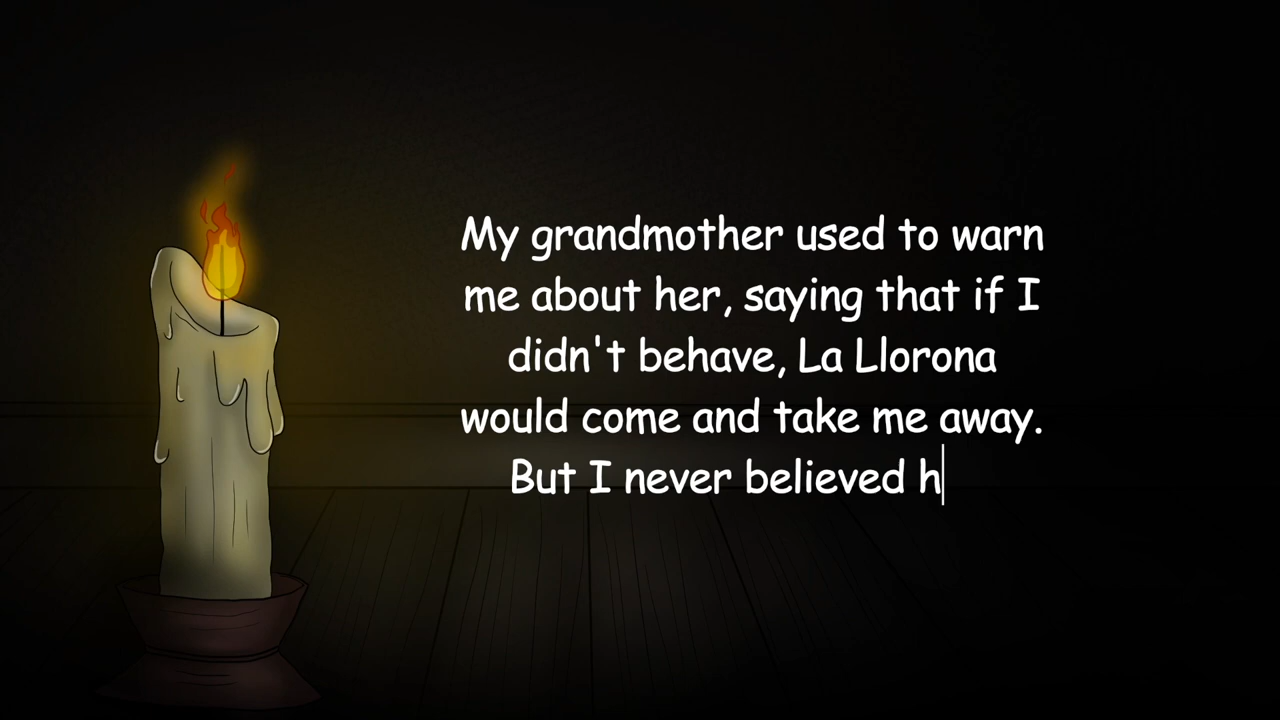 My grandmother used to warn
me about her, saying that if I
didn't behave, La Llorona
would come and take me away.
But I never believed h